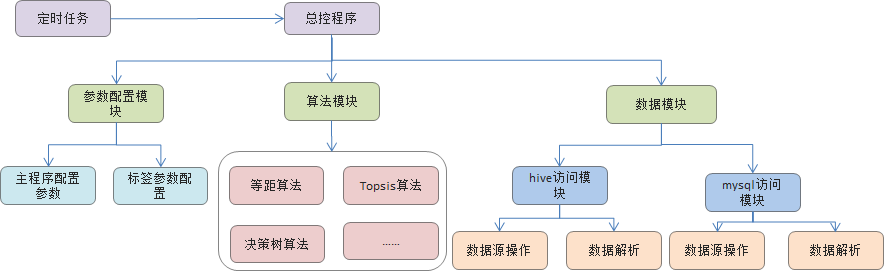 定时任务
总控程序
参数配置模
块
算法模块
数据模块
主程序配置
参数
标签参数配
置
等距算法
Topsis算法
决策树算法
……
hive访问模
块
mysql访问
模块
数据源操作
数据解析
数据源操作
数据解析